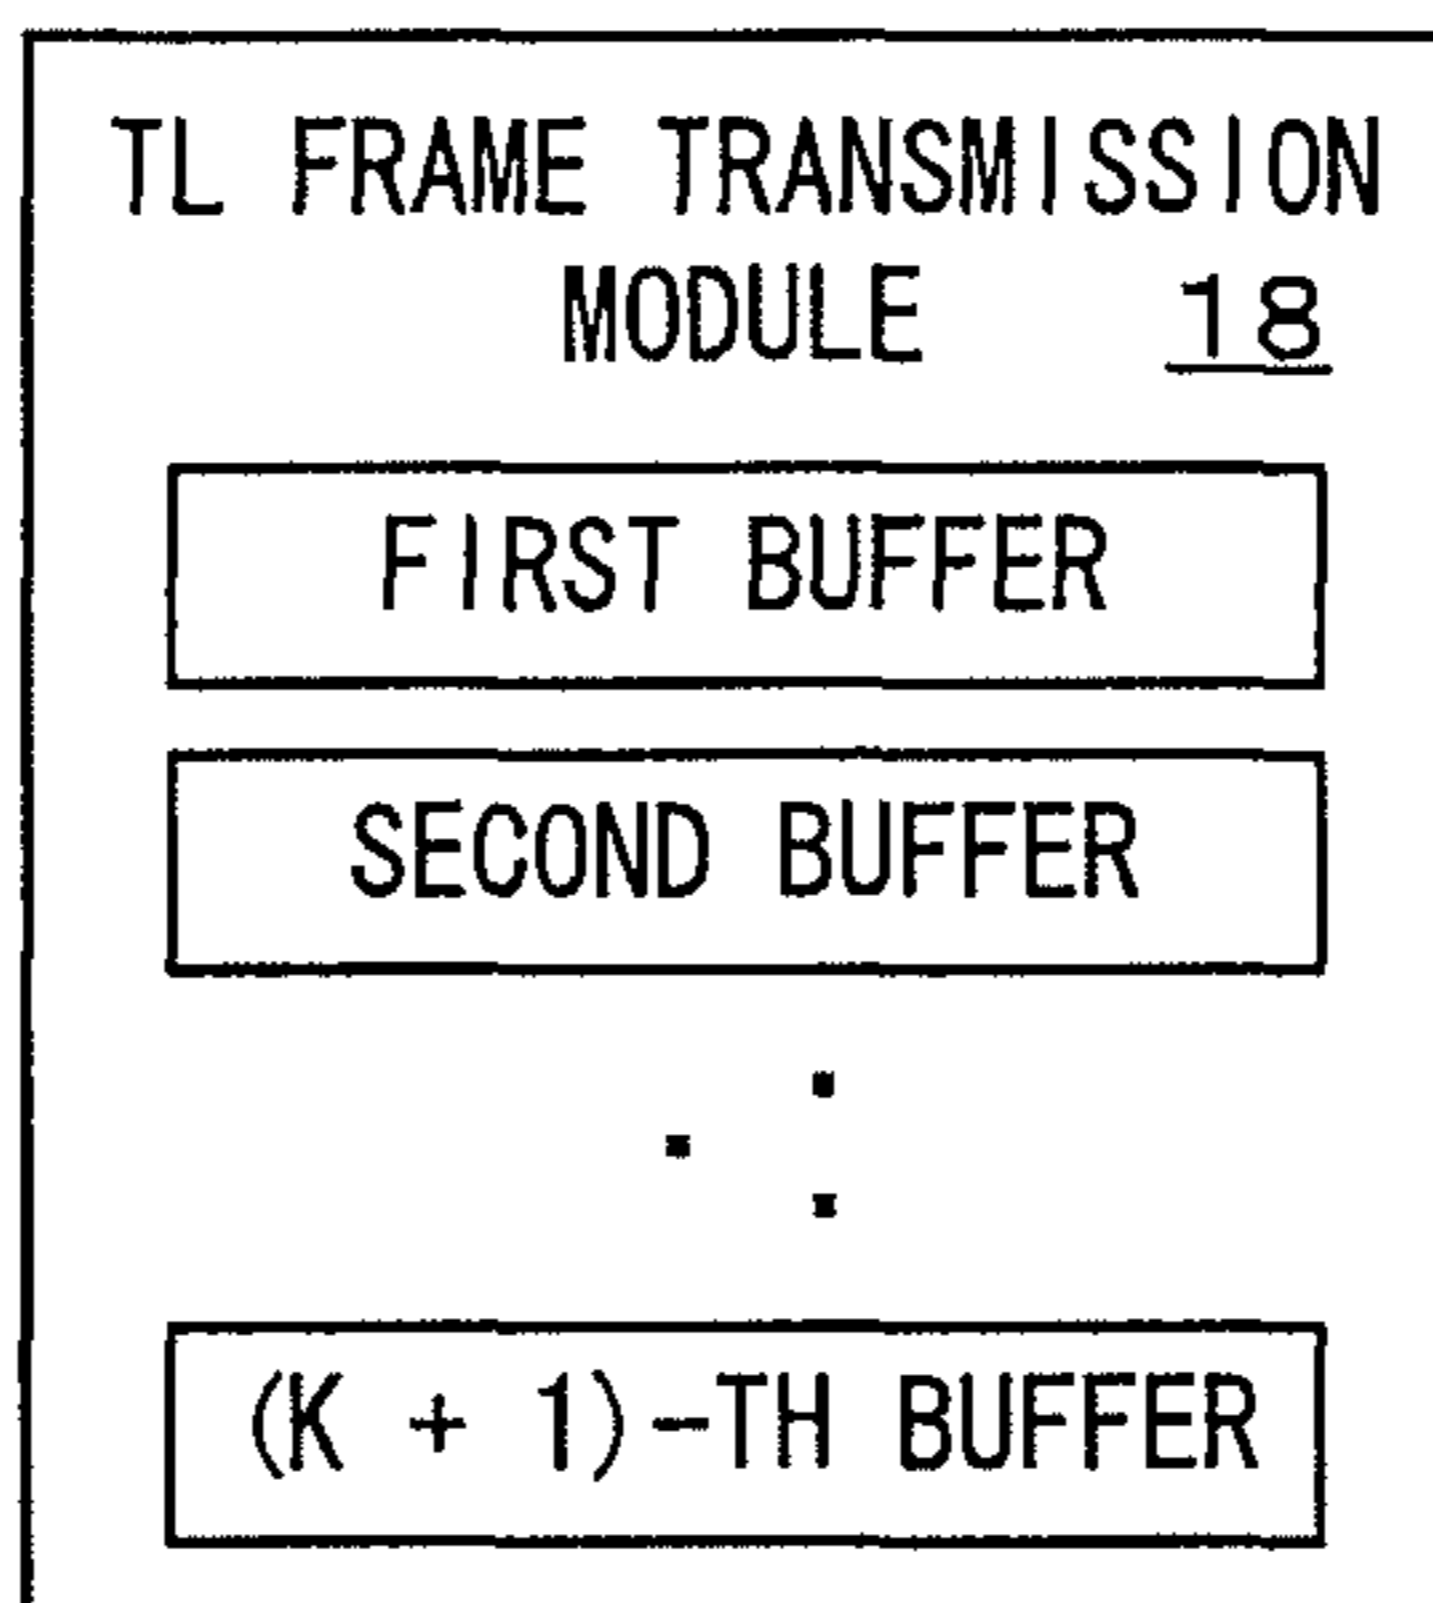 TL FRAME TRANSMISSION
MODULE 18
FIRST BUFFER
SECOND BUFFER
(K + 1)-TH BUFFER